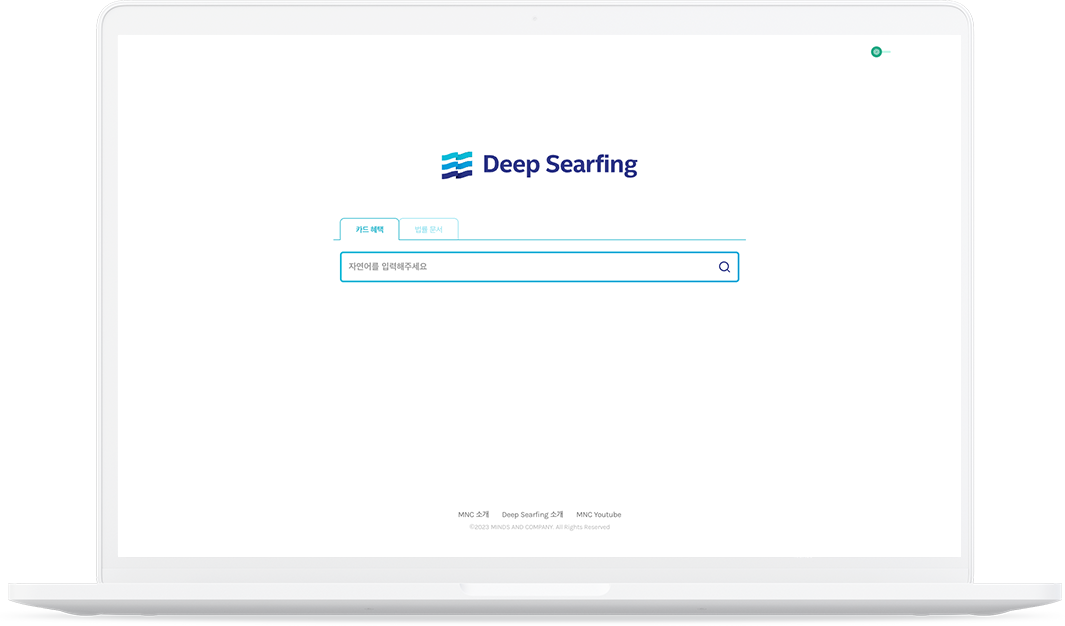 Deep Searfing
카드 혜택 법률 문서
자연어를 입력해주세요
MNC 소개 Deep Searfing 소개 MNC Youtube
©2023 MINDS AND COMPANY. All Rights Reserved